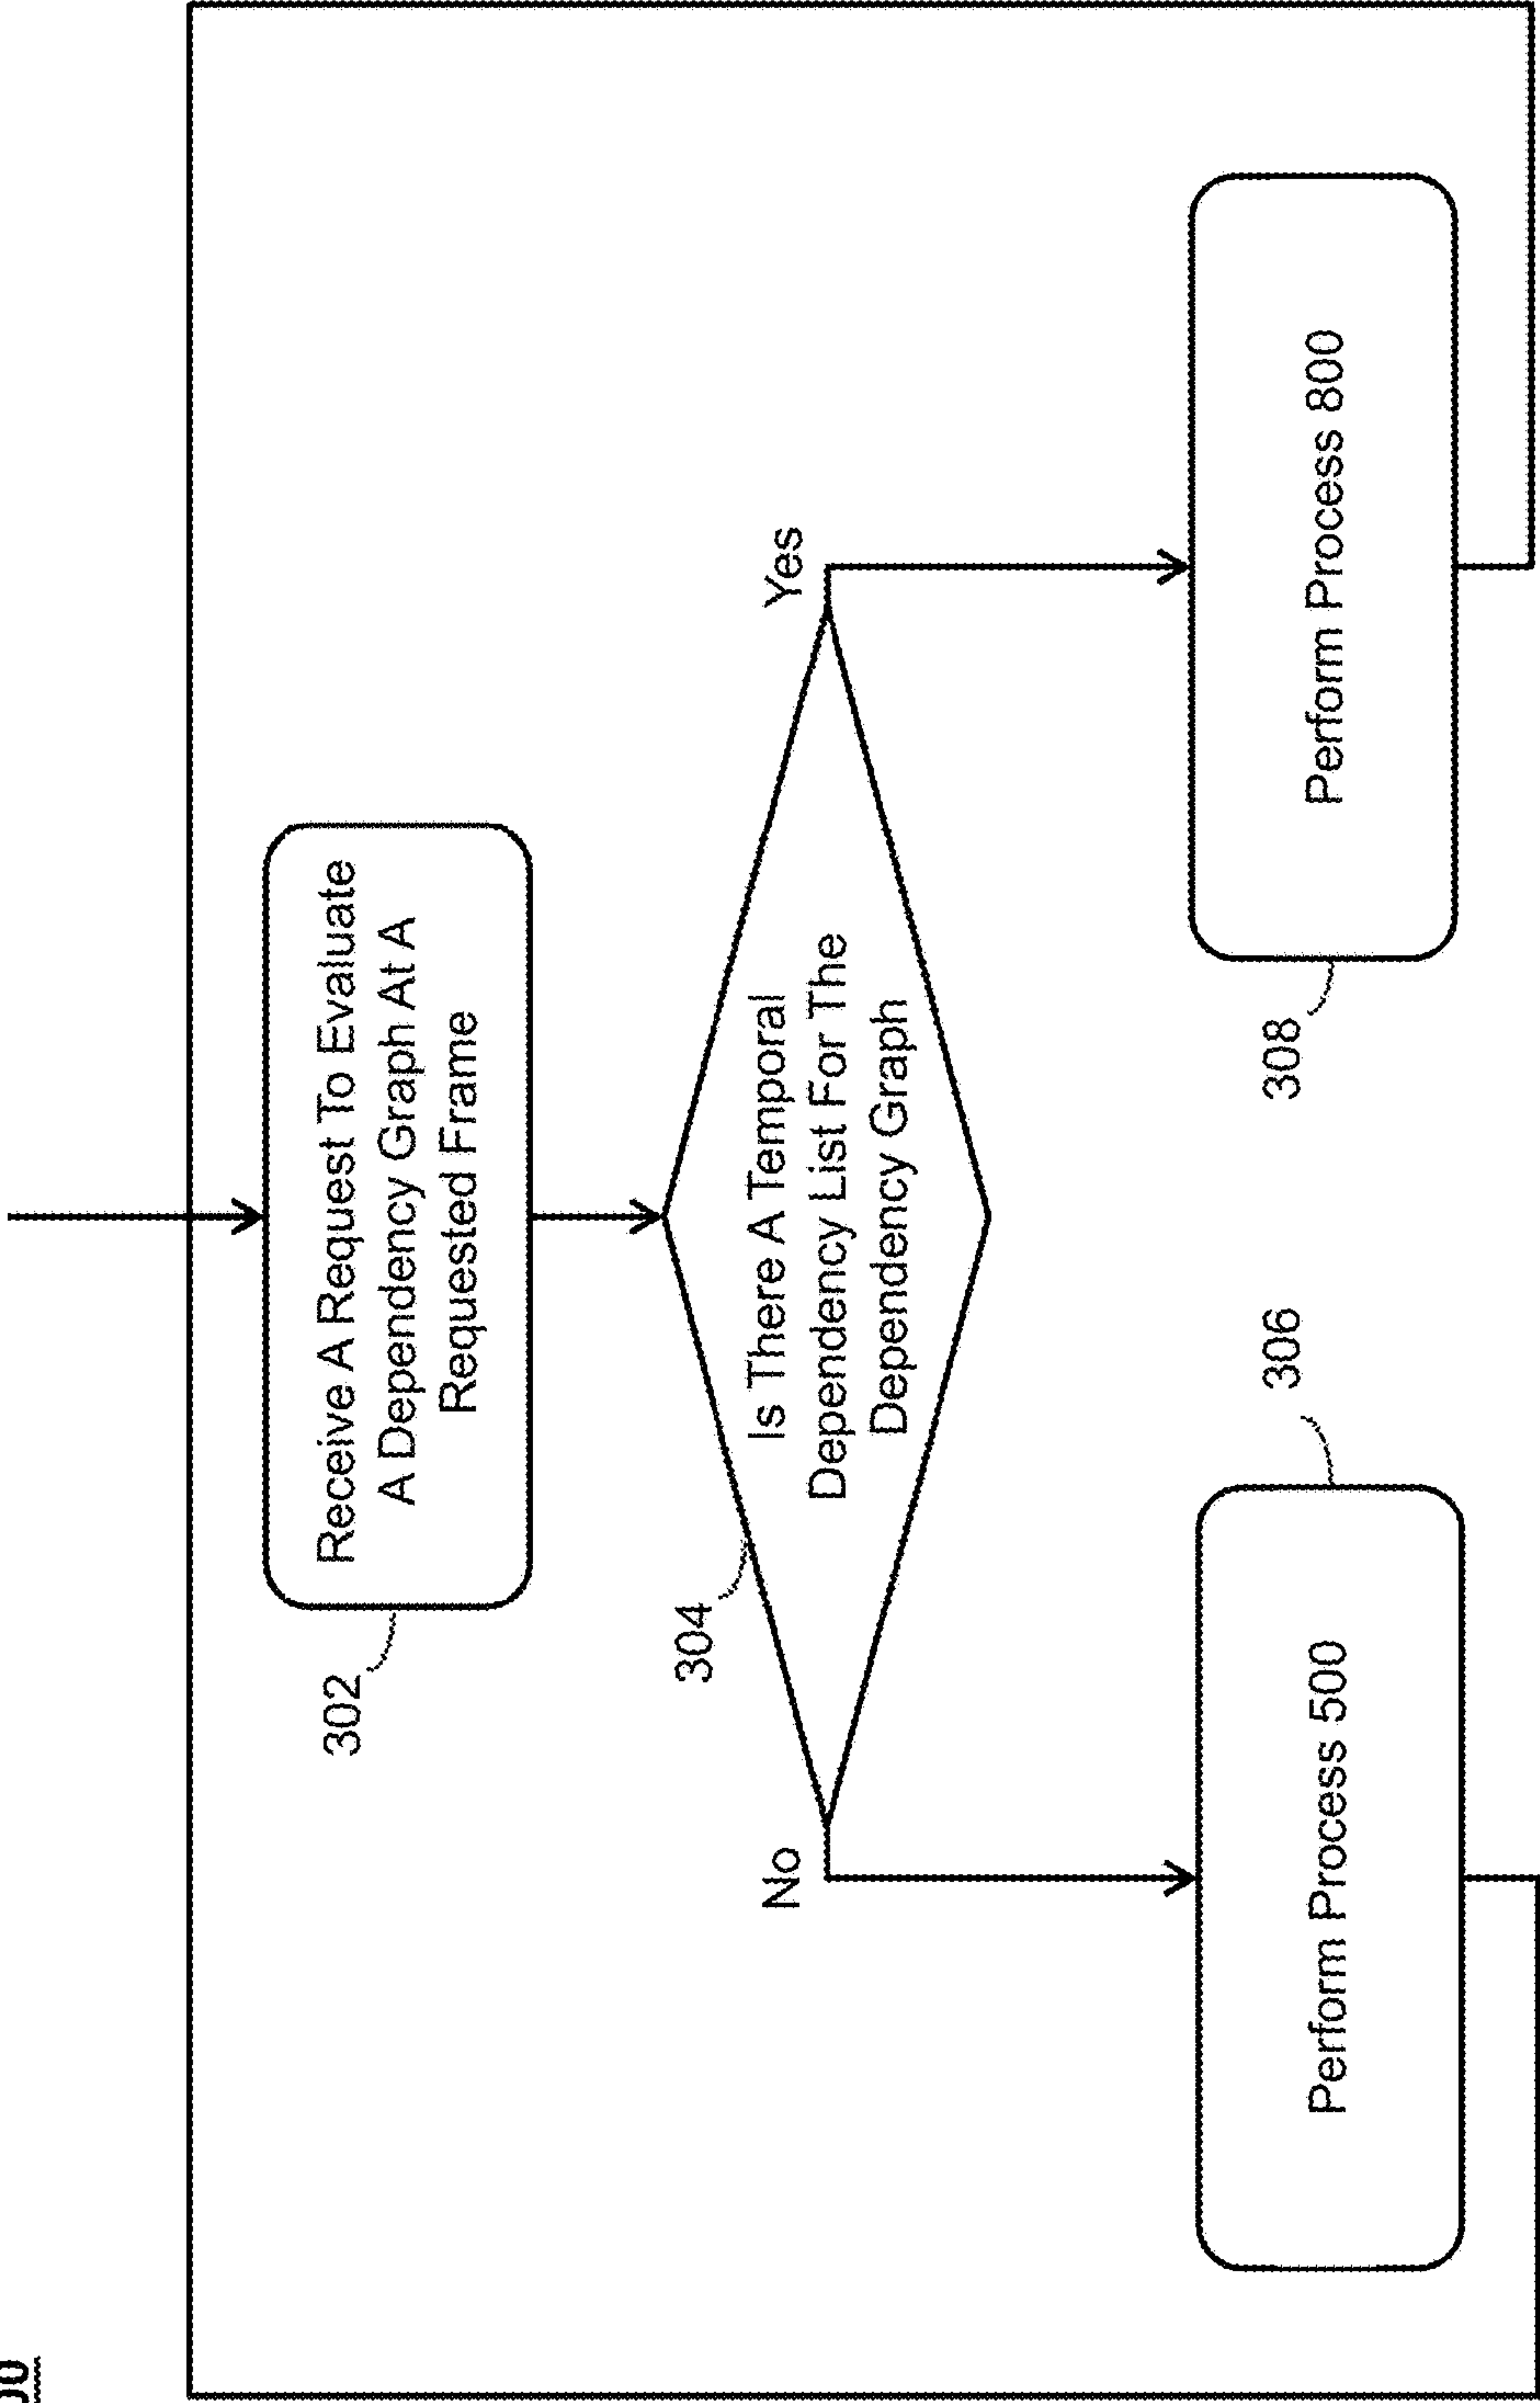 302
Receive A Request To Evaluate
A Dependency Graph At A
Requested Frame
304
Is There A Temporal
Dependency List For The
Dependency Graph
No
Yes
306
Perform Process 500
308
Perform Process 800